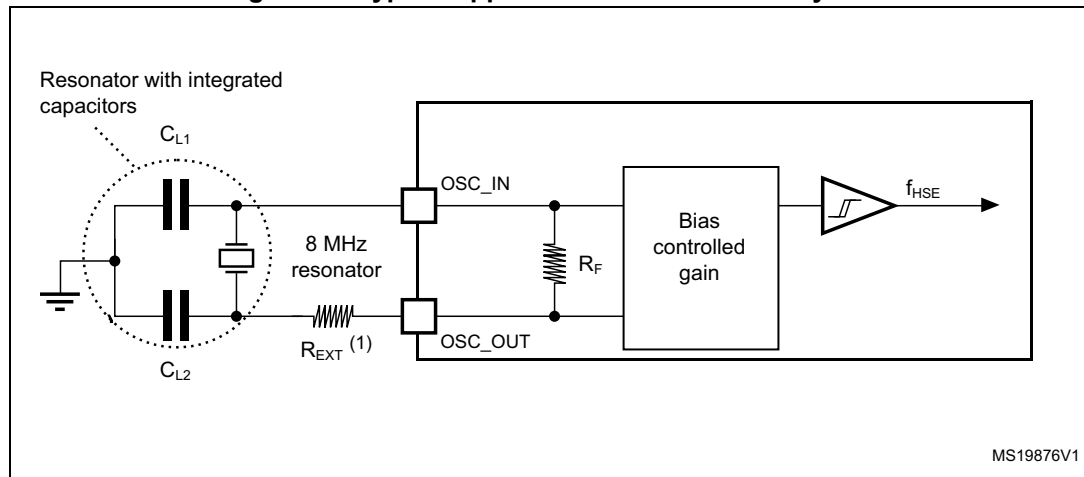 Resonator with integrated
capacitors
CL1
OSC_IN
fHSE
8 MHz
resonator
RF
Bias
controlled
gain
REXT (1)
OSC_OUT
CL2
MS19876V1